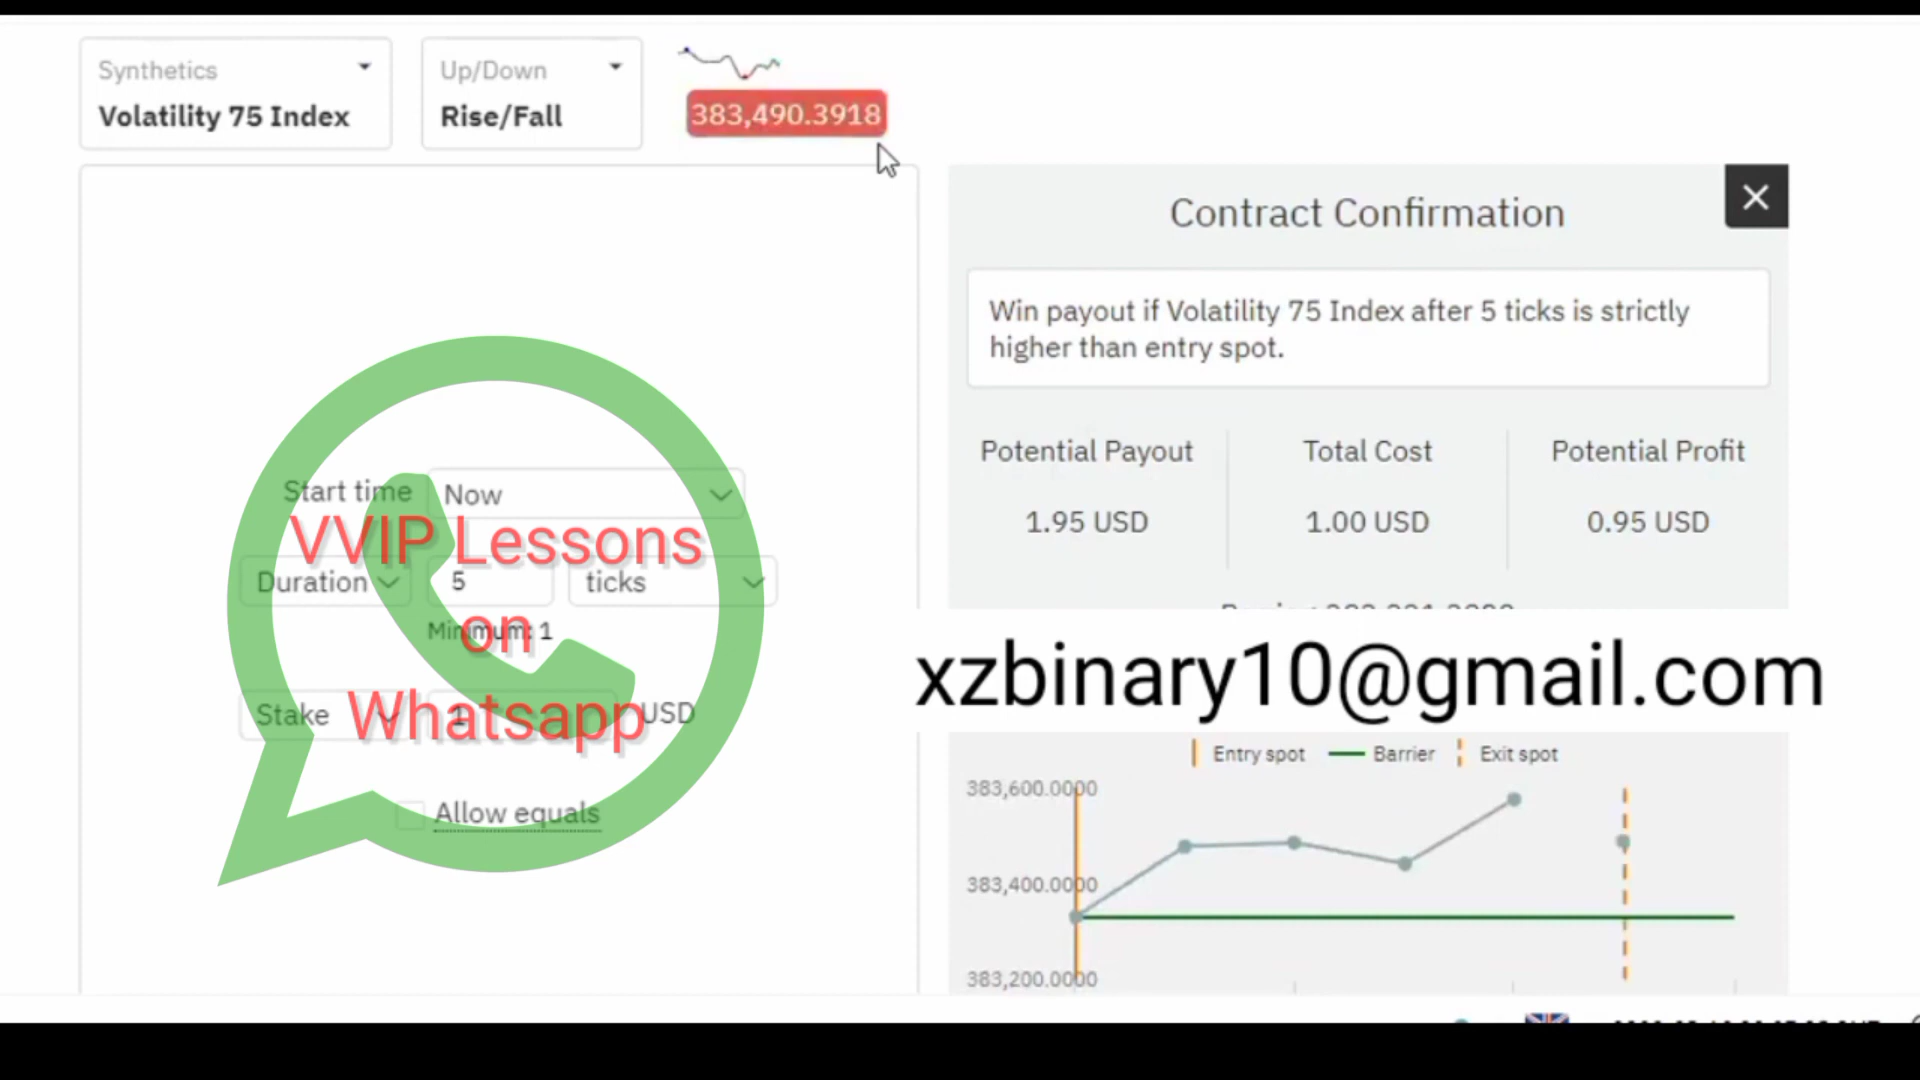 Synthetics
Volatility 75 Index
Up/Down
Rise/Fall
383,490.3918
Contract Confirmation
Win payout if Volatility 75 Index after 5 ticks is strictly
higher than entry spot.
Potential Payout
1.95 USD
Total Cost
1.00 USD
Potential Profit
0.95 USD
Start time
Now
VVIP Lessons
Duration
5
ticks
on
Minimum: 1
Stake
Whatsapp
USD
Allow equals
xzbinary10@gmail.com
Entry spot
Barrier
Exit spot
383,600.0000
383,400.0000
383,200.0000